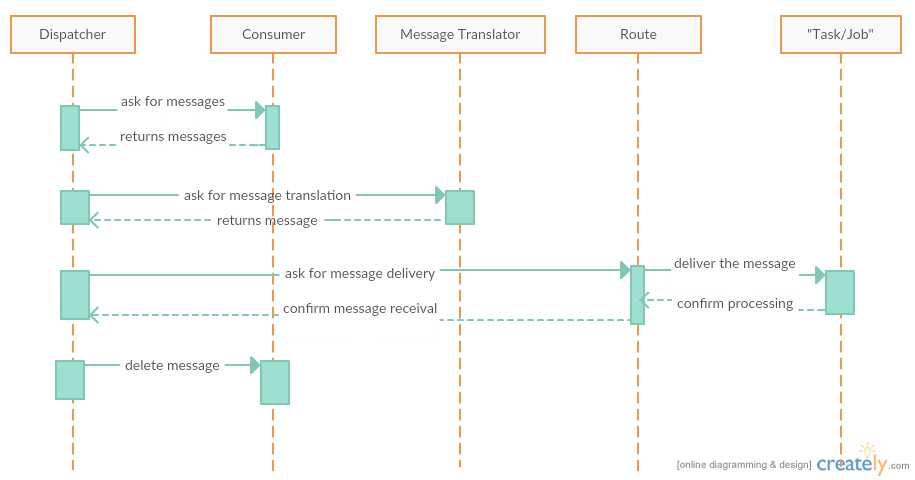 Dispatcher
Consumer
Message Translator
Route
"Task/Job"
ask for messages
returns messages
ask for message translation
returns message
ask for message delivery
deliver the message
confirm message receival
confirm processing
delete message
[online diagramming & design] creately.com